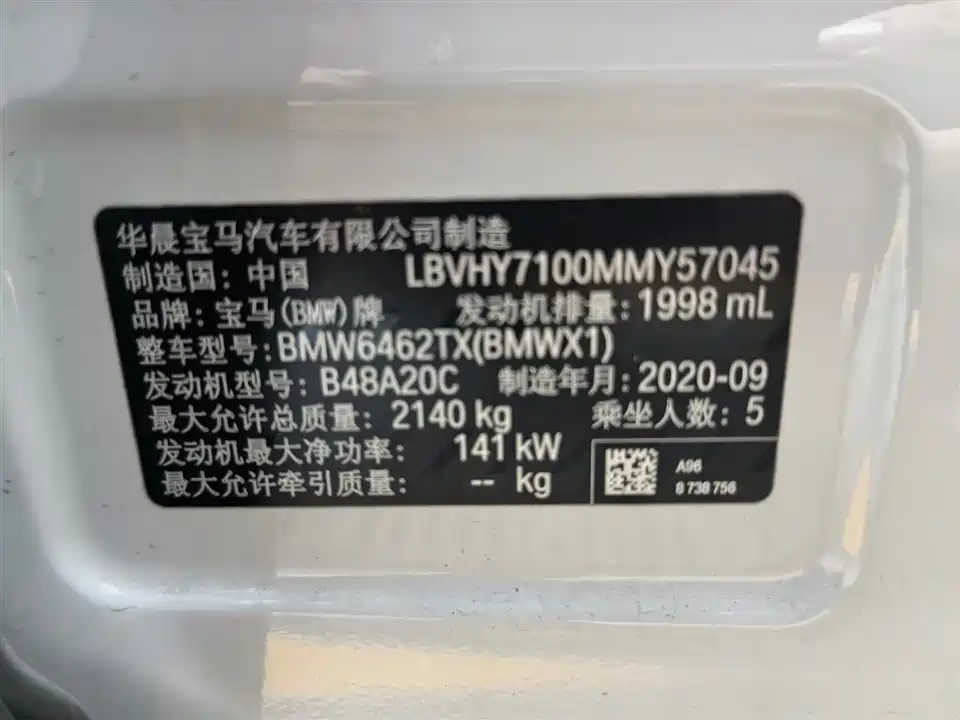 华晨宝马汽车有限公司制造
制造国：中国 LBVHY7100MMY57045
品牌：宝马(BMW)牌 发动机排量：1998 mL
整车型号：BMW6462TX(BMWX1)
发动机型号：B48A20C 制造年月：2020-09
最大允许总质量：2140 kg 乘坐人数：5
发动机最大净功率：141 kW
最大允许牵引质量：-- kg
A96
8 738 756